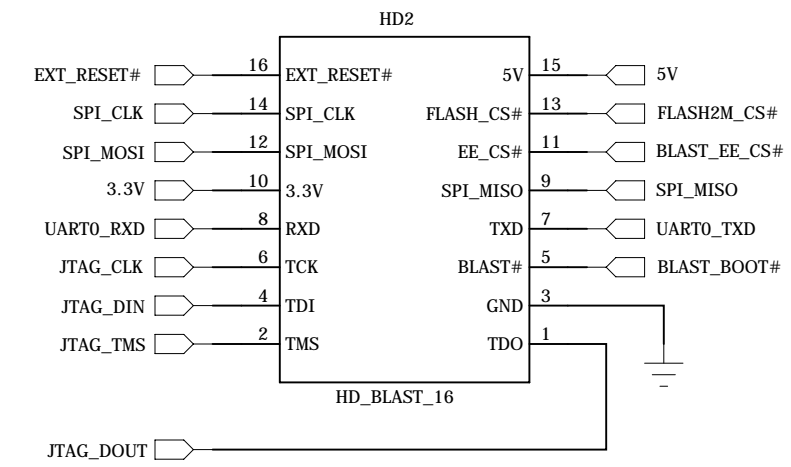 HD2
EXT_RESET# 16 EXT_RESET# 5V 15 5V
SPI_CLK 14 SPI_CLK FLASH_CS# 13 FLASH2M_CS#
SPI_MOSI 12 SPI_MOSI EE_CS# 11 BLAST_EE_CS#
3.3V 10 3.3V SPI_MISO 9 SPI_MISO
UART0_RXD 8 RXD TXD 7 UART0_TXD
JTAG_CLK 6 TCK BLAST# 5 BLAST_BOOT#
JTAG_DIN 4 TDI GND 3
JTAG_TMS 2 TMS TDO 1
HD_BLAST_16
JTAG_DOUT